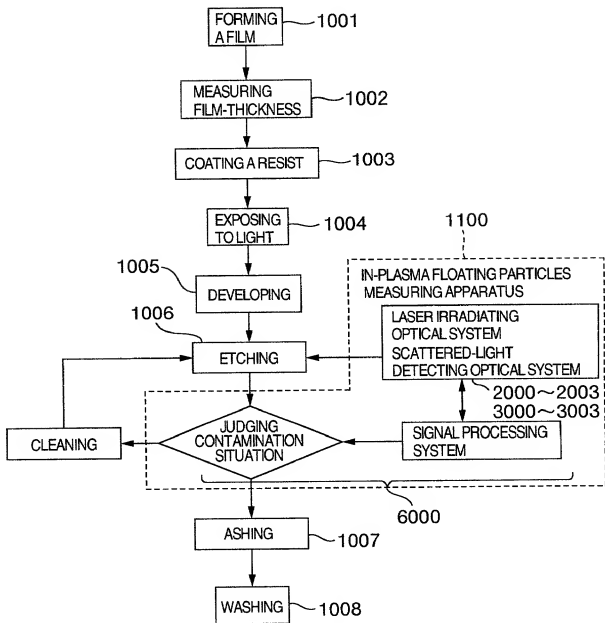 FORMING
A FILM
1001
MEASURING
FILM-THICKNESS
1002
COATING A RESIST
1003
EXPOSING
TO LIGHT
1004
1100
1005
DEVELOPING
IN-PLASMA FLOATING PARTICLES
MEASURING APPARATUS
1006
ETCHING
LASER IRRADIATING
OPTICAL SYSTEM
SCATTERED-LIGHT
DETECTING OPTICAL SYSTEM
2000~2003
3000~3003
CLEANING
JUDGING
CONTAMINATION
SITUATION
SIGNAL PROCESSING
SYSTEM
6000
ASHING
1007
WASHING
1008